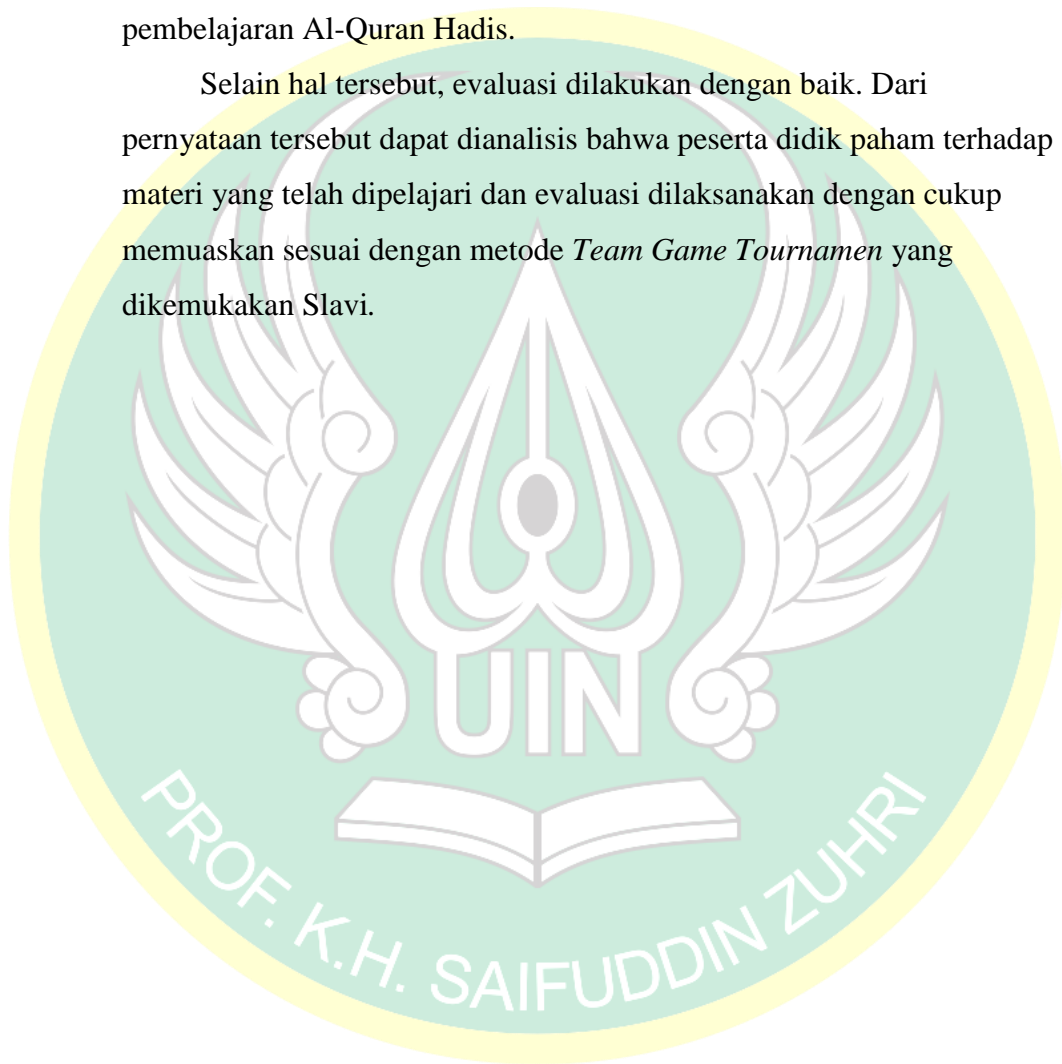 pembelajaran Al-Quran Hadis.
Selain hal tersebut, evaluasi dilakukan dengan baik. Dari
pernyataan tersebut dapat dianalisis bahwa peserta didik paham terhadap
materi yang telah dipelajari dan evaluasi dilaksanakan dengan cukup
memuaskan sesuai dengan metode Team Game Tournamen yang
dikemukakan Slavi.
UIN
PROF. K.H. SAIFUDDIN ZUHRI